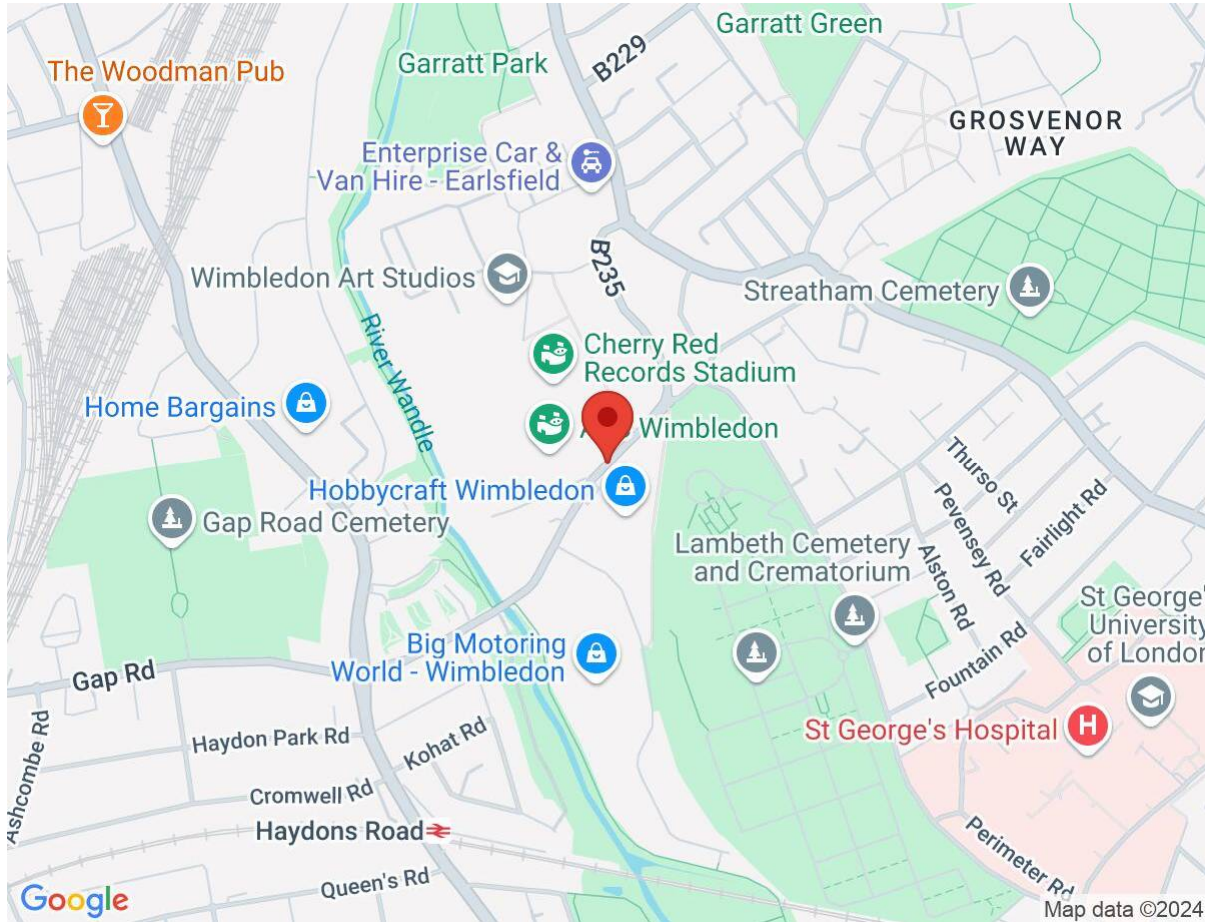 Garratt Green
B229
Garratt Park
The Woodman Pub
GROSVENOR
WAY
Enterprise Car &
Van Hire - Earlsfield
B235
Wimbledon Art Studios
Streatham Cemetery
River Wandle
Cherry Red
Records Stadium
Home Bargains
Wimbledon
Thurso St
Hobbycraft Wimbledon
Pevensey Rd
Fairlight Rd
Gap Road Cemetery
Lambeth Cemetery
and Crematorium
Alston Rd
St George'
University
of London
Big Motoring
World - Wimbledon
Fountain Rd
Gap Rd
St George's Hospital
H
Haydon Park Rd
Kohat Rd
Ashcombe Rd
Cromwell Rd
Haydons Road
Perimeter Rd
Queen's Rd
Google
Map data ©2024